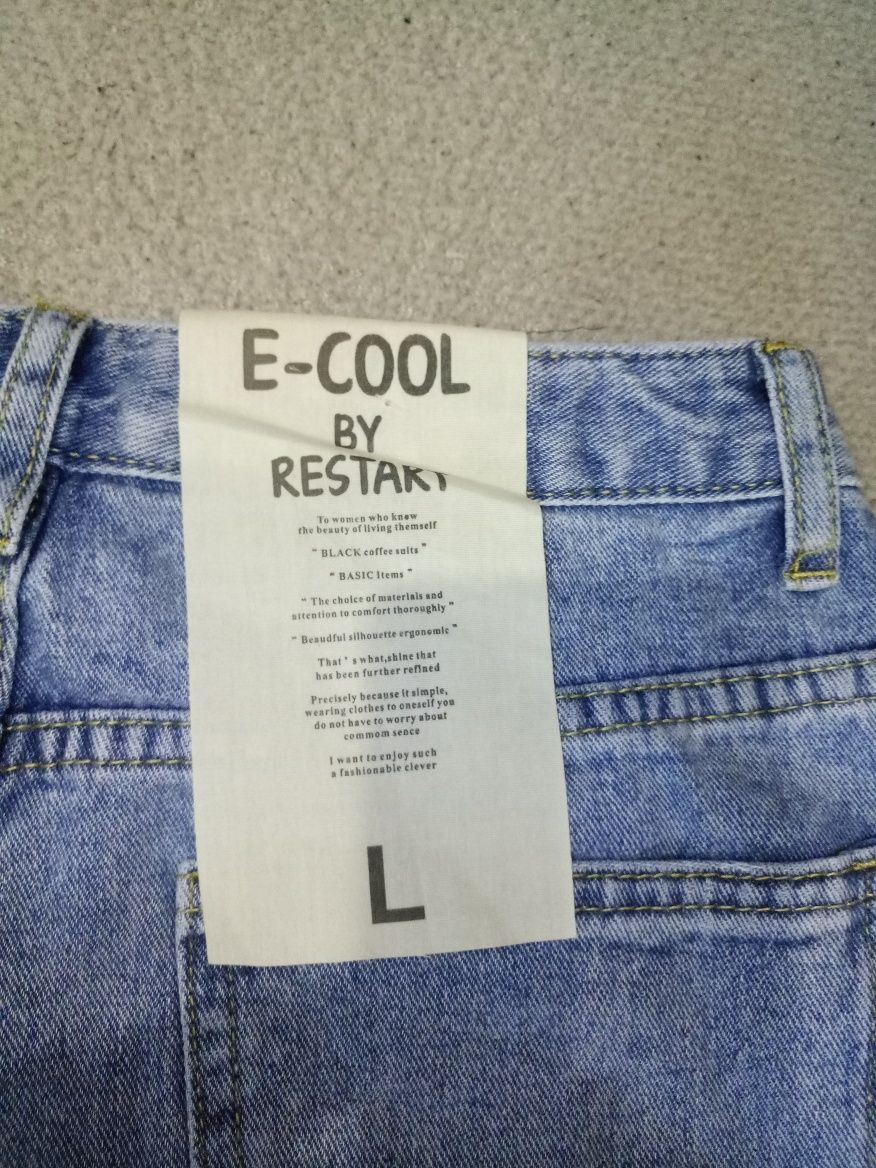 E-COOL
BY
RESTART
To women who know
the beauty of living themself
“ BLACK coffee suits ”
“ BASIC Items ”
“ The choice of materials and
attention to comfort thoroughly ”
“ Beaudful silhouette ergonomic ”
That ' s what,shine that
has been further refined
Precisely because it simple,
wearing clothes to oneself you
do not have to worry about
commom sence
I want to enjoy such
a fashionable clever
L